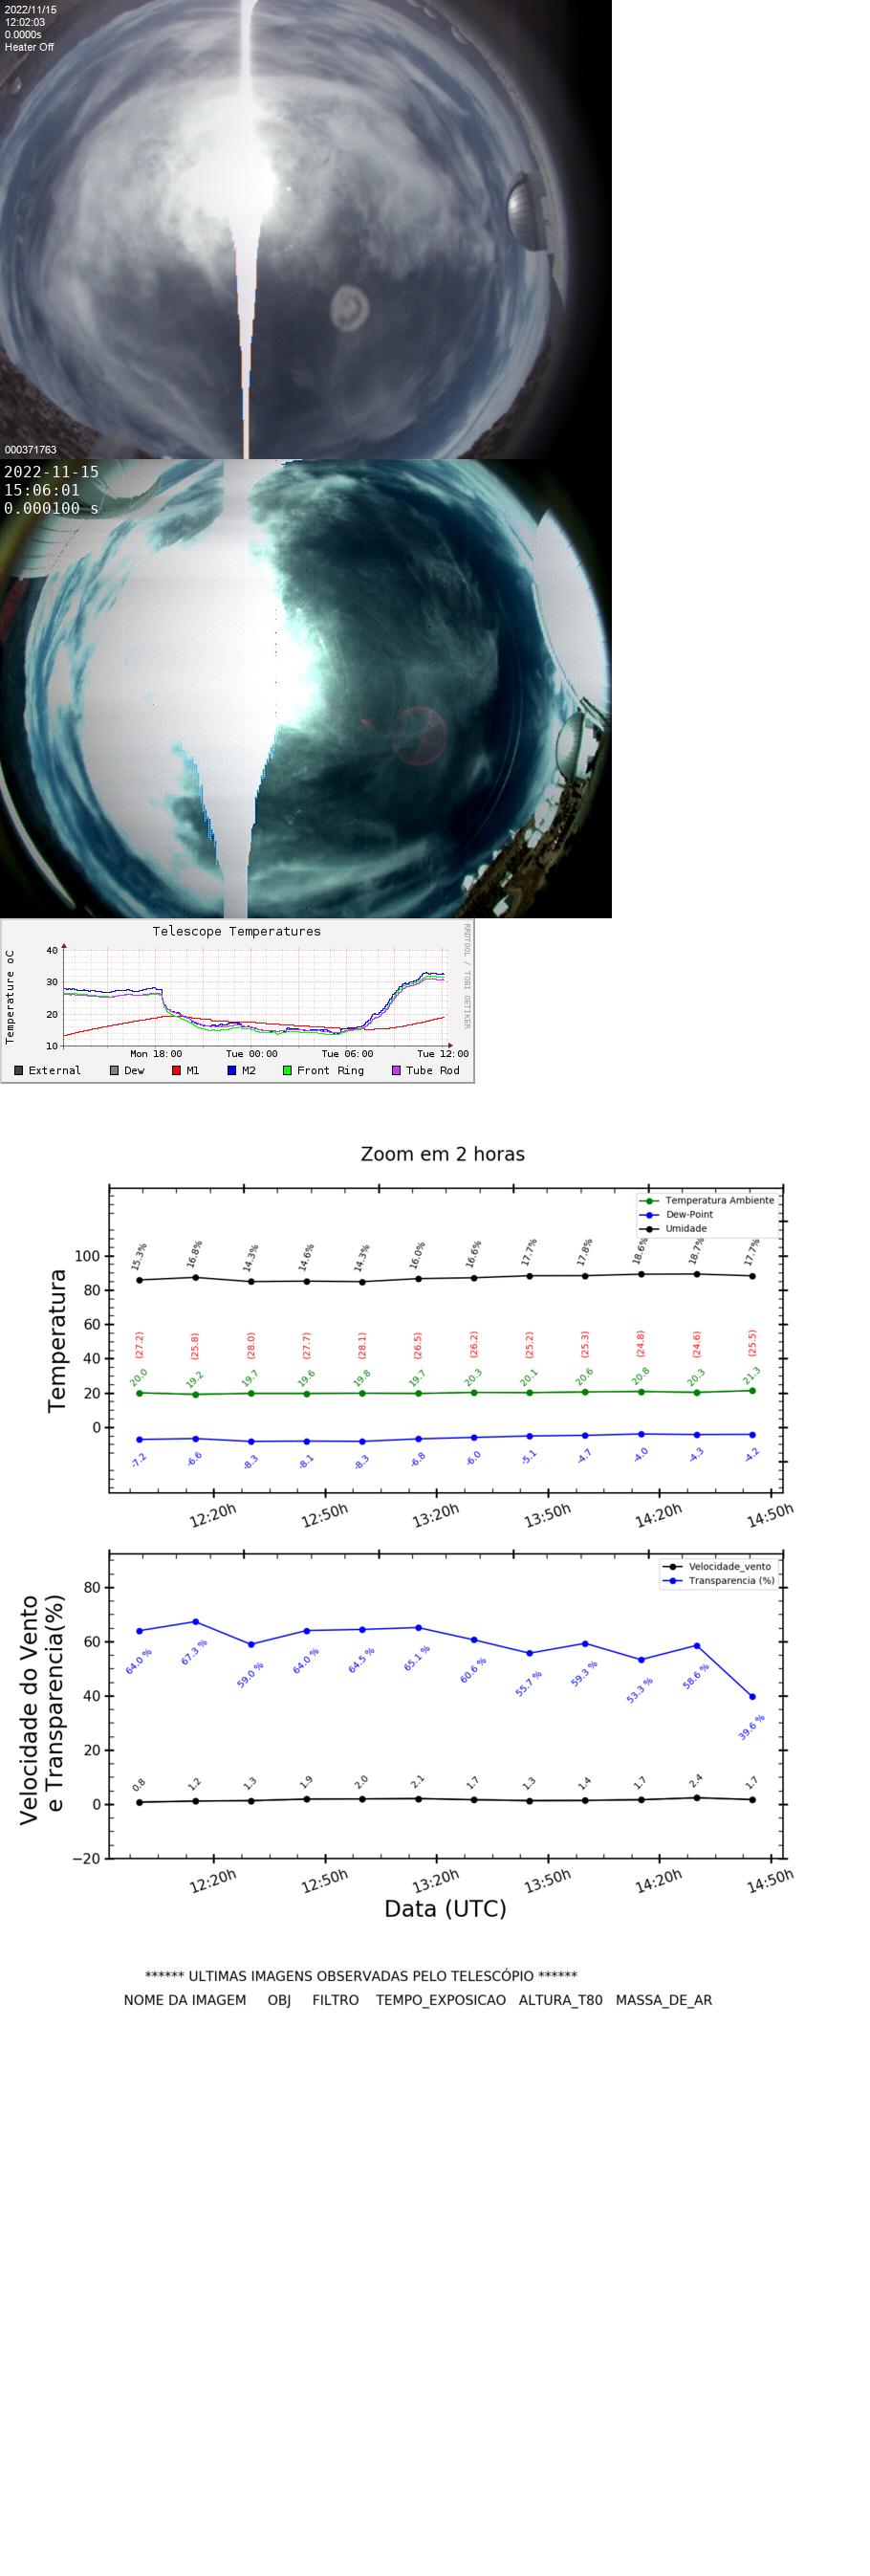 2022/11/15
12:02:03
0.0000s
Heater Off
000371763
2022-11-15
15:06:01
0.000100 s
Telescope Temperatures
RRDTOOL / TOBI OETIKER
Temperature oC
40
30
20
10
Mon 18:00 Tue 00:00 Tue 06:00 Tue 12:00
External Dew M1 M2 Front Ring Tube Rod
Zoom em 2 horas
Temperatura Ambiente
Dew-Point
Umidade
Temperatura
100
80
60
40
20
0
15.3% 16.8% 14.3% 14.6% 14.3% 16.0% 16.6% 17.7% 17.8% 18.6% 18.7% 17.7%
(27.2) (25.8) (28.0) (27.7) (28.1) (26.5) (26.2) (25.2) (25.3) (24.8) (24.6) (25.5)
20.0 19.2 19.7 19.6 19.8 19.7 20.3 20.1 20.6 20.8 20.3 21.3
-7.2 -6.6 -8.3 -8.1 -8.3 -6.8 -6.0 -5.1 -4.7 -4.0 -4.3 -4.2
12:20h 12:50h 13:20h 13:50h 14:20h 14:50h
Velocidade_vento
Transparencia (%)
Velocidade do Vento
e Transparencia(%)
80
60
40
20
0
−20
64.0 % 67.3 % 59.0 % 64.0 % 64.5 % 65.1 % 60.6 % 55.7 % 59.3 % 53.3 % 58.6 % 39.6 %
0.8 1.2 1.3 1.9 2.0 2.1 1.7 1.3 1.4 1.7 2.4 1.7
12:20h 12:50h 13:20h 13:50h 14:20h 14:50h
Data (UTC)
****** ULTIMAS IMAGENS OBSERVADAS PELO TELESCÓPIO ******
NOME DA IMAGEM OBJ FILTRO TEMPO_EXPOSICAO ALTURA_T80 MASSA_DE_AR